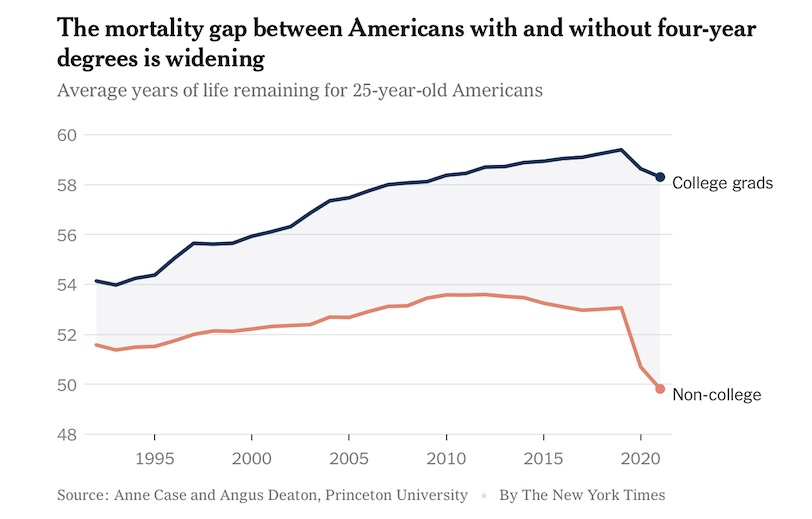 The mortality gap between Americans with and without four-year
degrees is widening
Average years of life remaining for 25-year-old Americans
60
58
College grads
56
54
52
50
Non-college
48
1995 2000 2005 2010 2015 2020
Source: Anne Case and Angus Deaton, Princeton University • By The New York Times